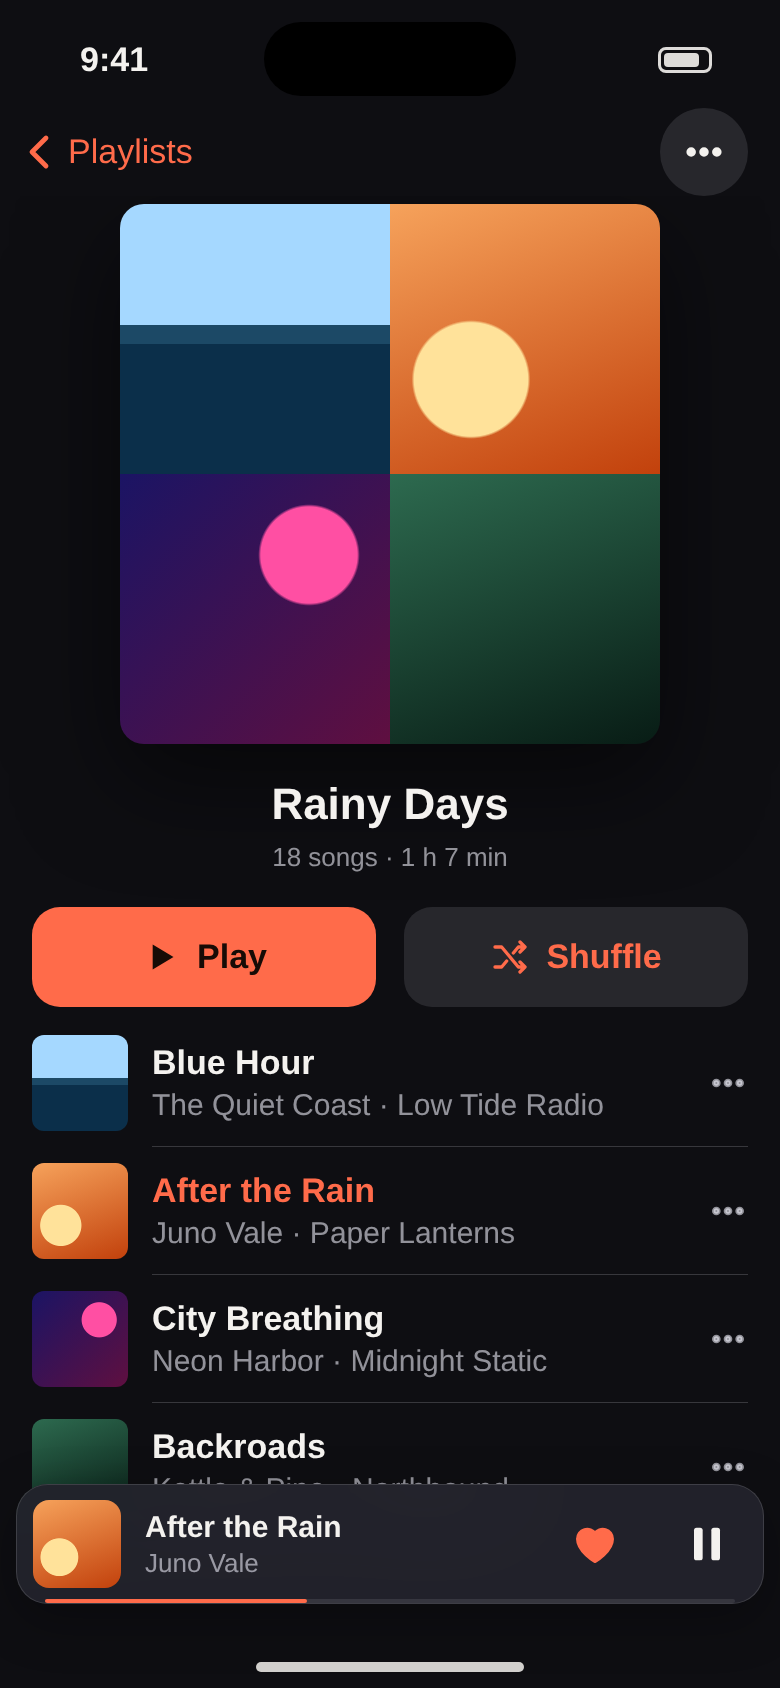 9:41
Playlists
Rainy Days
18 songs · 1 h 7 min
Play
Shuffle
Blue Hour
The Quiet Coast · Low Tide Radio
After the Rain
Juno Vale · Paper Lanterns
City Breathing
Neon Harbor · Midnight Static
Backroads
After the Rain
Juno Vale